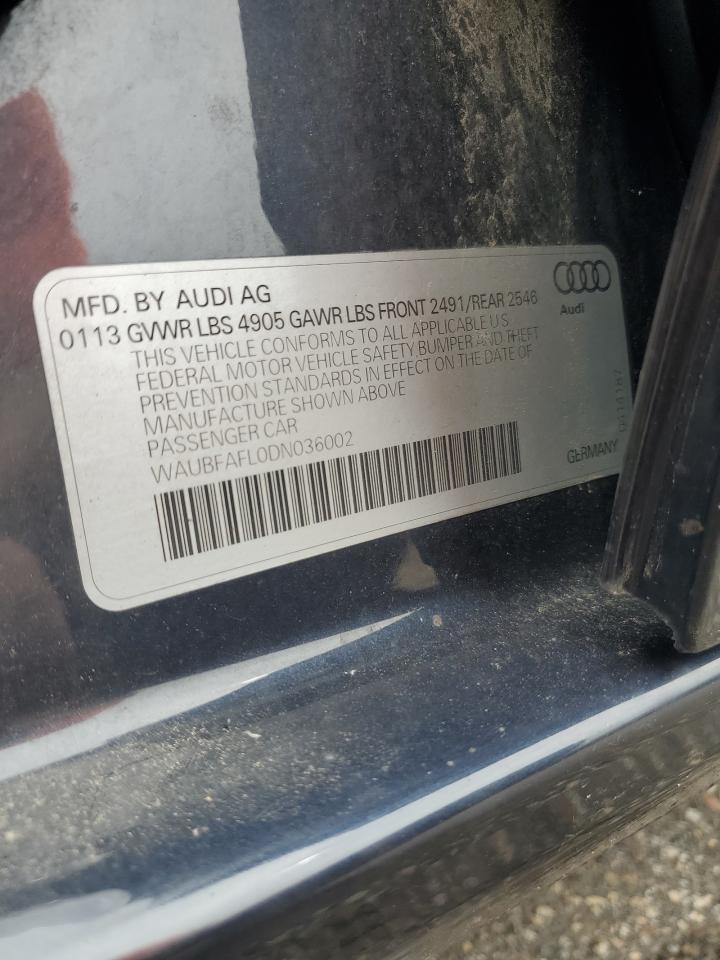 MFD. BY AUDI AG
0113 GVWR LBS 4905 GAWR LBS FRONT 2491/REAR 2546
THIS VEHICLE CONFORMS TO ALL APPLICABLE U S
FEDERAL MOTOR VEHICLE SAFETY, BUMPER AND THEFT
PREVENTION STANDARDS IN EFFECT ON THE DATE OF
MANUFACTURE SHOWN ABOVE
PASSENGER CAR
WAUBFAFL0DN036002
Audi
GERMANY